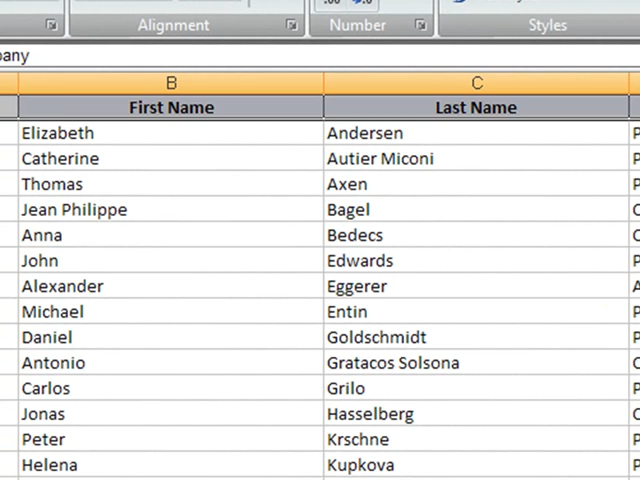 Alignment Number Styles
pany
B C
First Name Last Name
Elizabeth Andersen P
Catherine Autier Miconi P
Thomas Axen P
Jean Philippe Bagel C
Anna Bedecs C
John Edwards P
Alexander Eggerer A
Michael Entin P
Daniel Goldschmidt P
Antonio Gratacos Solsona C
Carlos Grilo P
Jonas Hasselberg P
Peter Krschne P
Helena Kupkova P